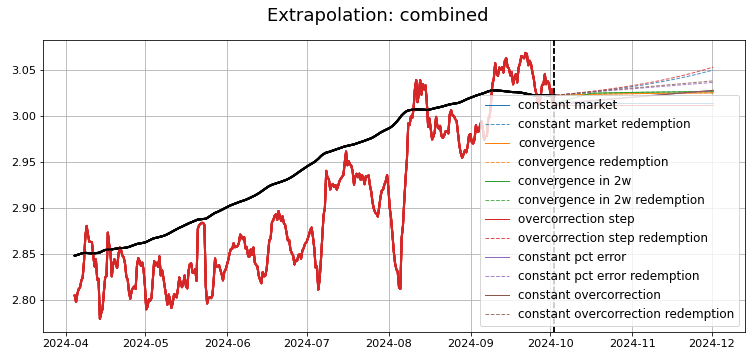 Extrapolation: combined
3.05
3.00
2.95
2.90
2.85
2.80
constant market
constant market redemption
convergence
convergence redemption
convergence in 2w
convergence in 2w redemption
overcorrection step
overcorrection step redemption
constant pct error
constant pct error redemption
constant overcorrection
constant overcorrection redemption
2024-04 2024-05 2024-06 2024-07 2024-08 2024-09 2024-10 2024-11 2024-12